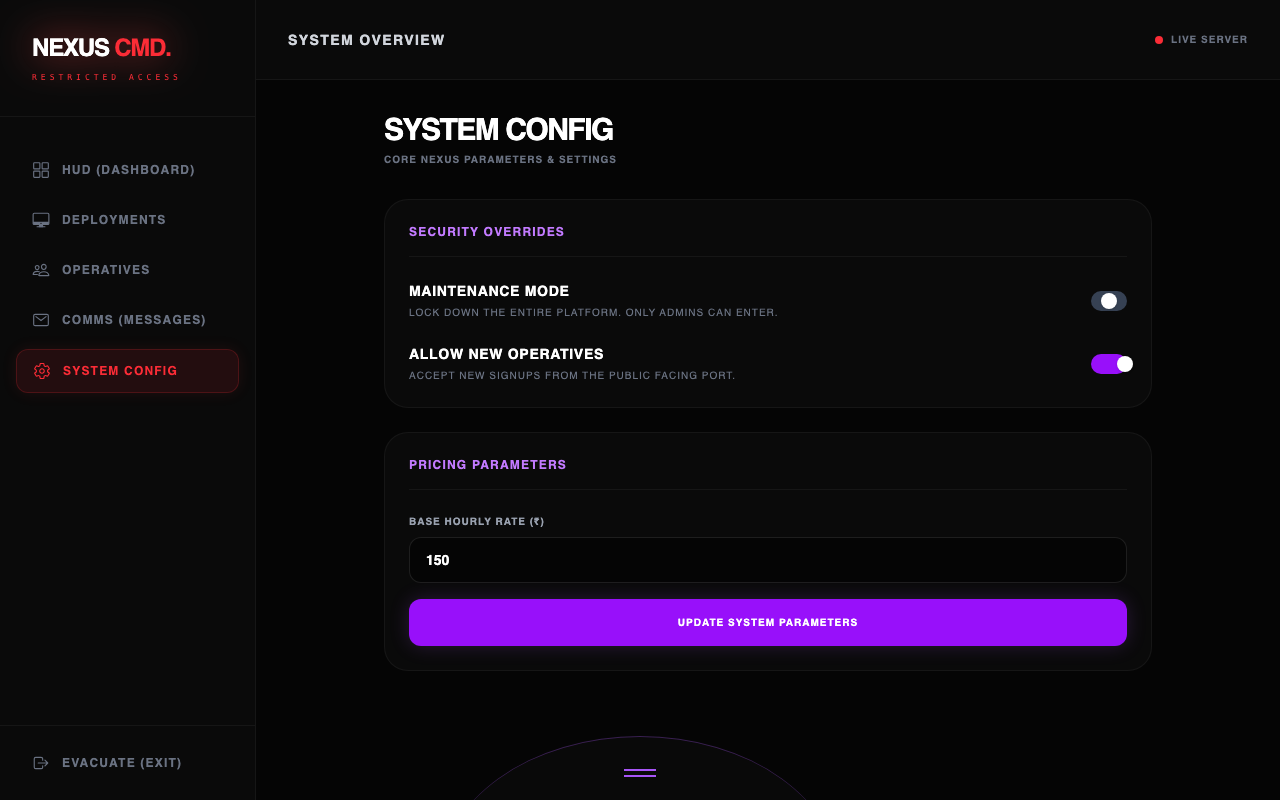 NEXUS CMD.
RESTRICTED ACCESS
HUD (DASHBOARD)
DEPLOYMENTS
OPERATIVES
COMMS (MESSAGES)
SYSTEM CONFIG
EVACUATE (EXIT)
SYSTEM OVERVIEW
LIVE SERVER
SYSTEM CONFIG
CORE NEXUS PARAMETERS & SETTINGS
SECURITY OVERRIDES
MAINTENANCE MODE
LOCK DOWN THE ENTIRE PLATFORM. ONLY ADMINS CAN ENTER.
ALLOW NEW OPERATIVES
ACCEPT NEW SIGNUPS FROM THE PUBLIC FACING PORT.
PRICING PARAMETERS
BASE HOURLY RATE (₹)
150
UPDATE SYSTEM PARAMETERS